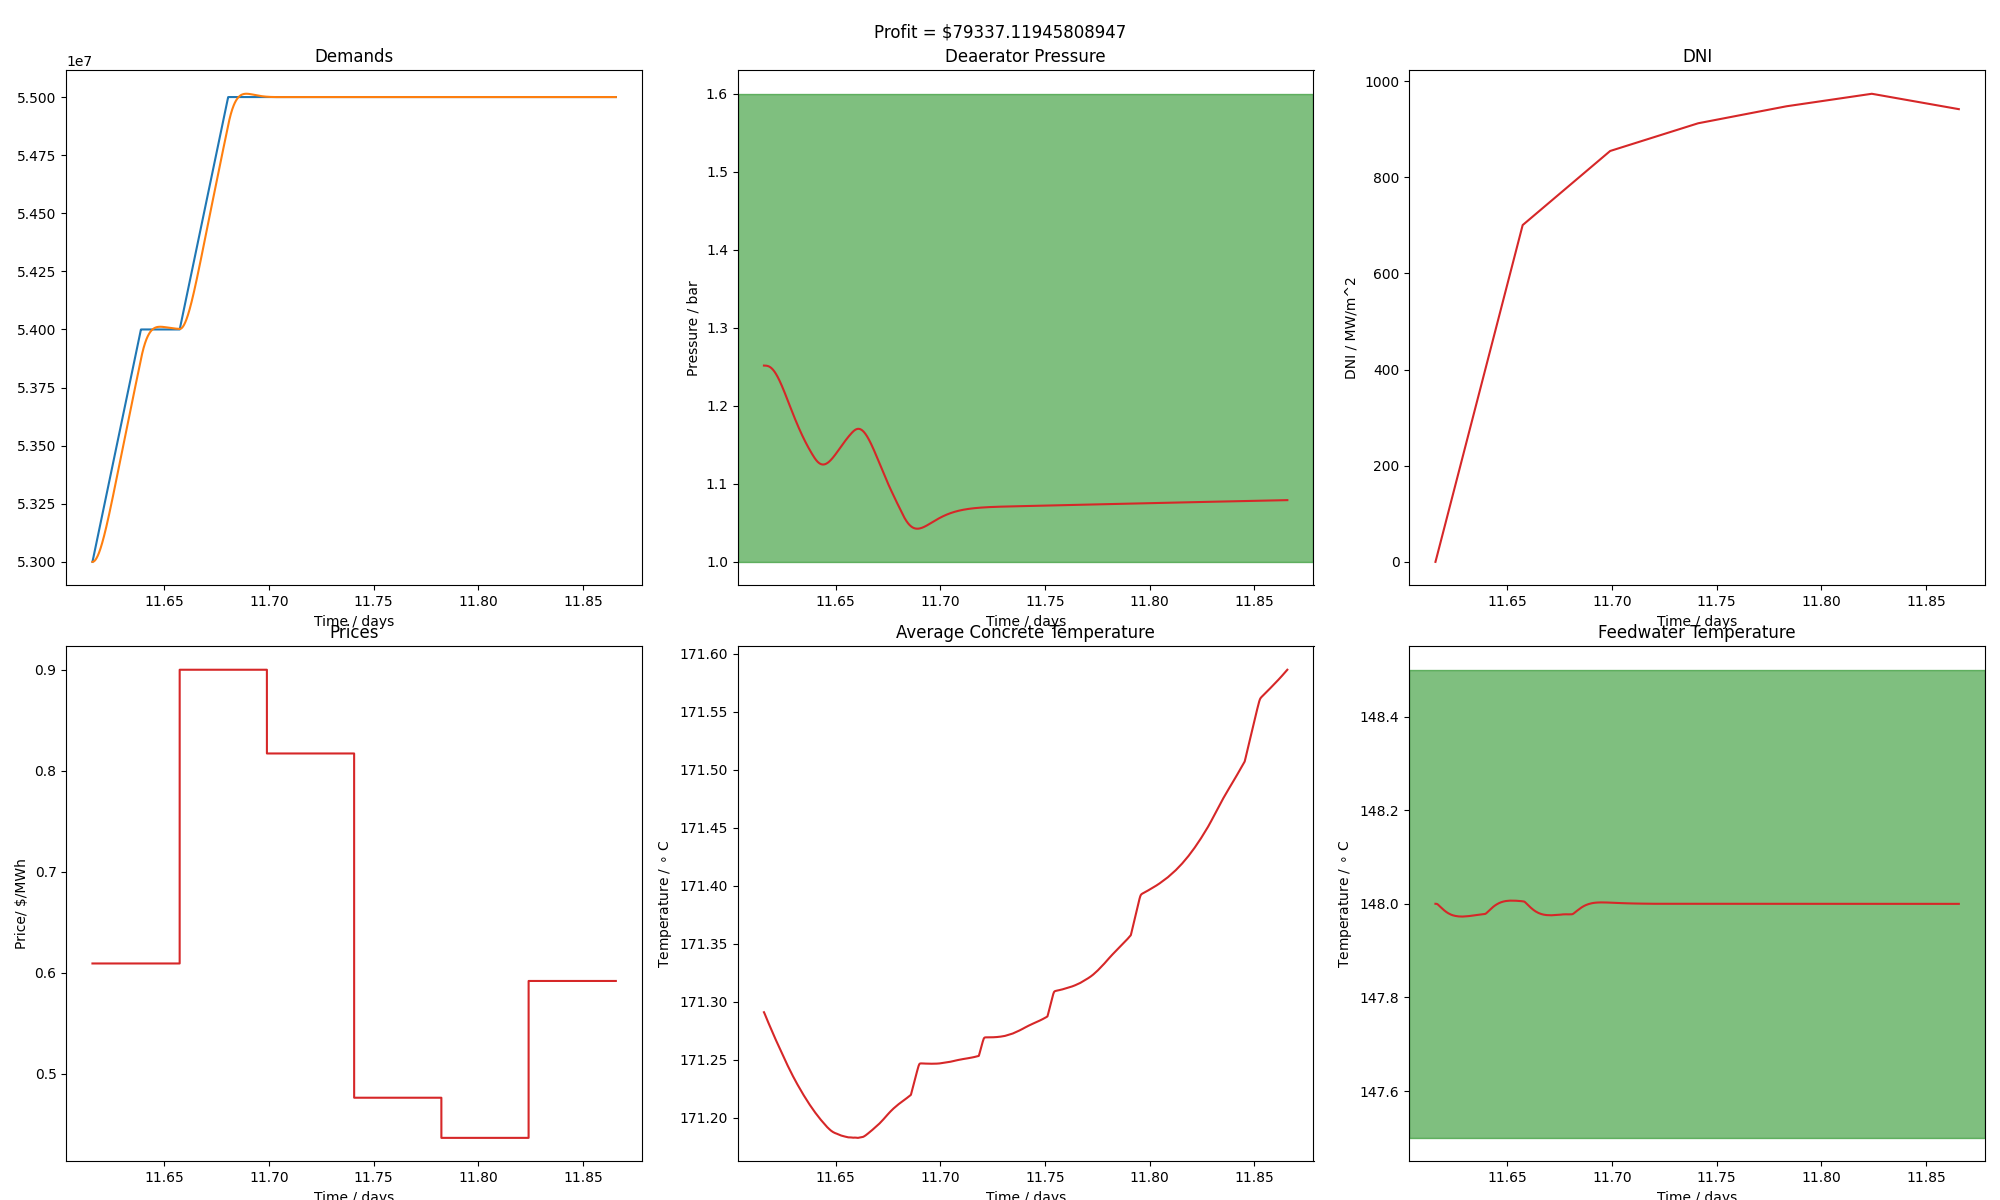 Profit = $79337.11945808947
Demands
1e7
5.500
5.475
5.450
5.425
5.400
5.375
5.350
5.325
5.300
11.65 11.70 11.75 11.80 11.85
Time / days
Deaerator Pressure
Pressure / bar
1.6
1.5
1.4
1.3
1.2
1.1
1.0
11.65 11.70 11.75 11.80 11.85
Time / days
DNI
DNI / MW/m^2
1000
800
600
400
200
0
11.65 11.70 11.75 11.80 11.85
Time / days
Prices
Price/ $/MWh
0.9
0.8
0.7
0.6
0.5
11.65 11.70 11.75 11.80 11.85
Time / days
Average Concrete Temperature
Temperature / ∘ C
171.60
171.55
171.50
171.45
171.40
171.35
171.30
171.25
171.20
11.65 11.70 11.75 11.80 11.85
Time / days
Feedwater Temperature
Temperature / ∘ C
148.4
148.2
148.0
147.8
147.6
11.65 11.70 11.75 11.80 11.85
Time / days